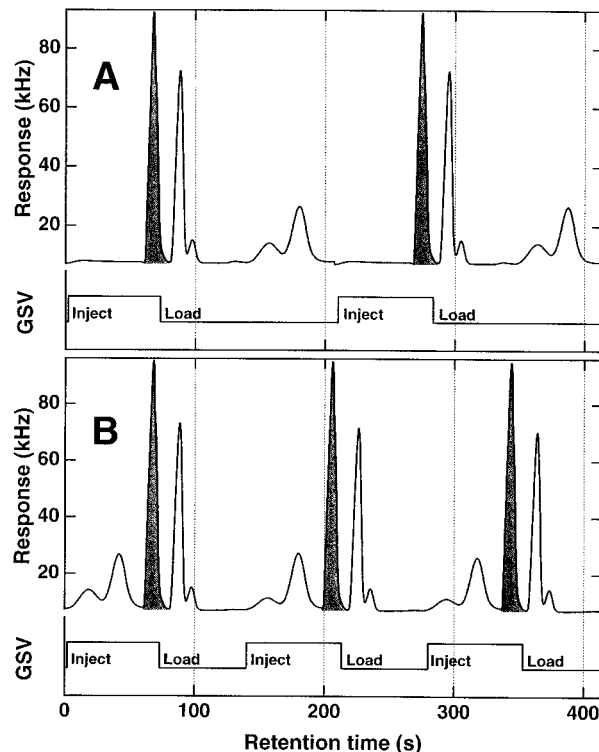 A
Response (kHz)
80
60
40
20
GSV
Inject
Load
Inject
Load
B
Response (kHz)
80
60
40
20
GSV
Inject
Load
Inject
Load
Inject
Load
0
100
200
300
400
Retention time (s)